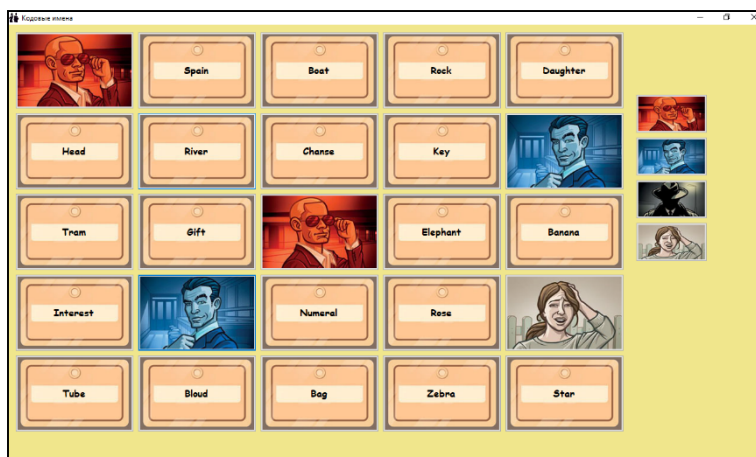 Кодовые имена
Spain Boat Rock Daughter
Head River Chanse Key
Tram Gift Elephant Banana
Interest Numeral Rose
Tube Bloud Bag Zebra Star